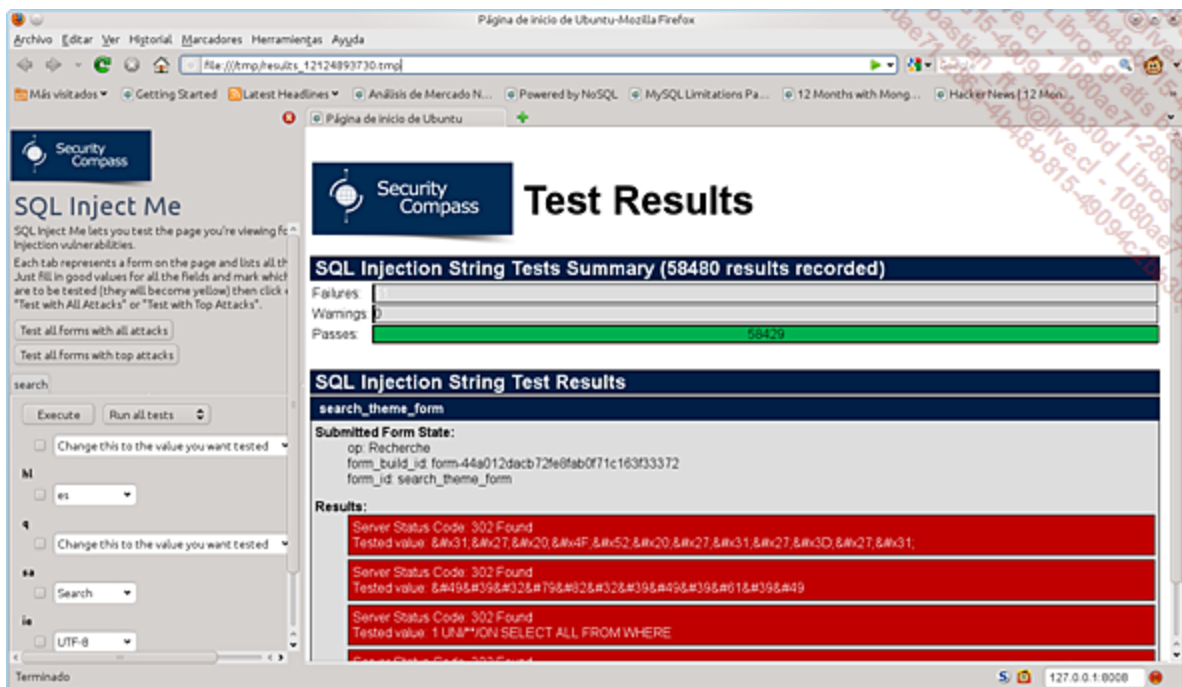 Página de inicio de Ubuntu-Mozilla Firefox
Archivo Editar Ver Historial Marcadores Herramientas Ayuda
file:///tmp/results_12124893730.tmp
Más visitados Getting Started Latest Headlines Análisis de Mercado N... Powered by NoSQL MySQL Limitations Pa... 12 Months with Mong... Hacker News | 12 Mon...
Página de inicio de Ubuntu
Security
Compass
SQL Inject Me
SQL Inject Me lets you test the page you're viewing fo
Injection vulnerabilities.
Each tab represents a form on the page and lists all th
Just fill in good values for all the fields and mark which
are to be tested (they will become yellow) then click
"Test with All Attacks" or "Test with Top Attacks".
Test all forms with all attacks
Test all forms with top attacks
search
Execute Run all tests
Change this to the value you want tested
hl
es
q
Change this to the value you want tested
sa
Search
ie
UTF-8
Security
Compass
Test Results
SQL Injection String Tests Summary (58480 results recorded)
Failures:
Warnings: 0
Passes: 58429
SQL Injection String Test Results
search_theme_form
Submitted Form State:
op: Recherche
form_build_id: form-44a012dacb72fe8fab0f71c163f33372
form_id: search_theme_form
Results:
Server Status Code: 302 Found
Tested value: &#x31;&#x27;&#x20;&#x4F;&#x52;&#x20;&#x27;&#x31;&#x27;&#x3D;&#x27;&#x31;
Server Status Code: 302 Found
Tested value: &#49&#39&#32&#79&#82&#32&#39&#49&#39&#61&#39&#49
Server Status Code: 302 Found
Tested value: 1 UNI/**/ON SELECT ALL FROM WHERE
Server Status Code: 302 Found
Terminado
127.0.0.1:8008